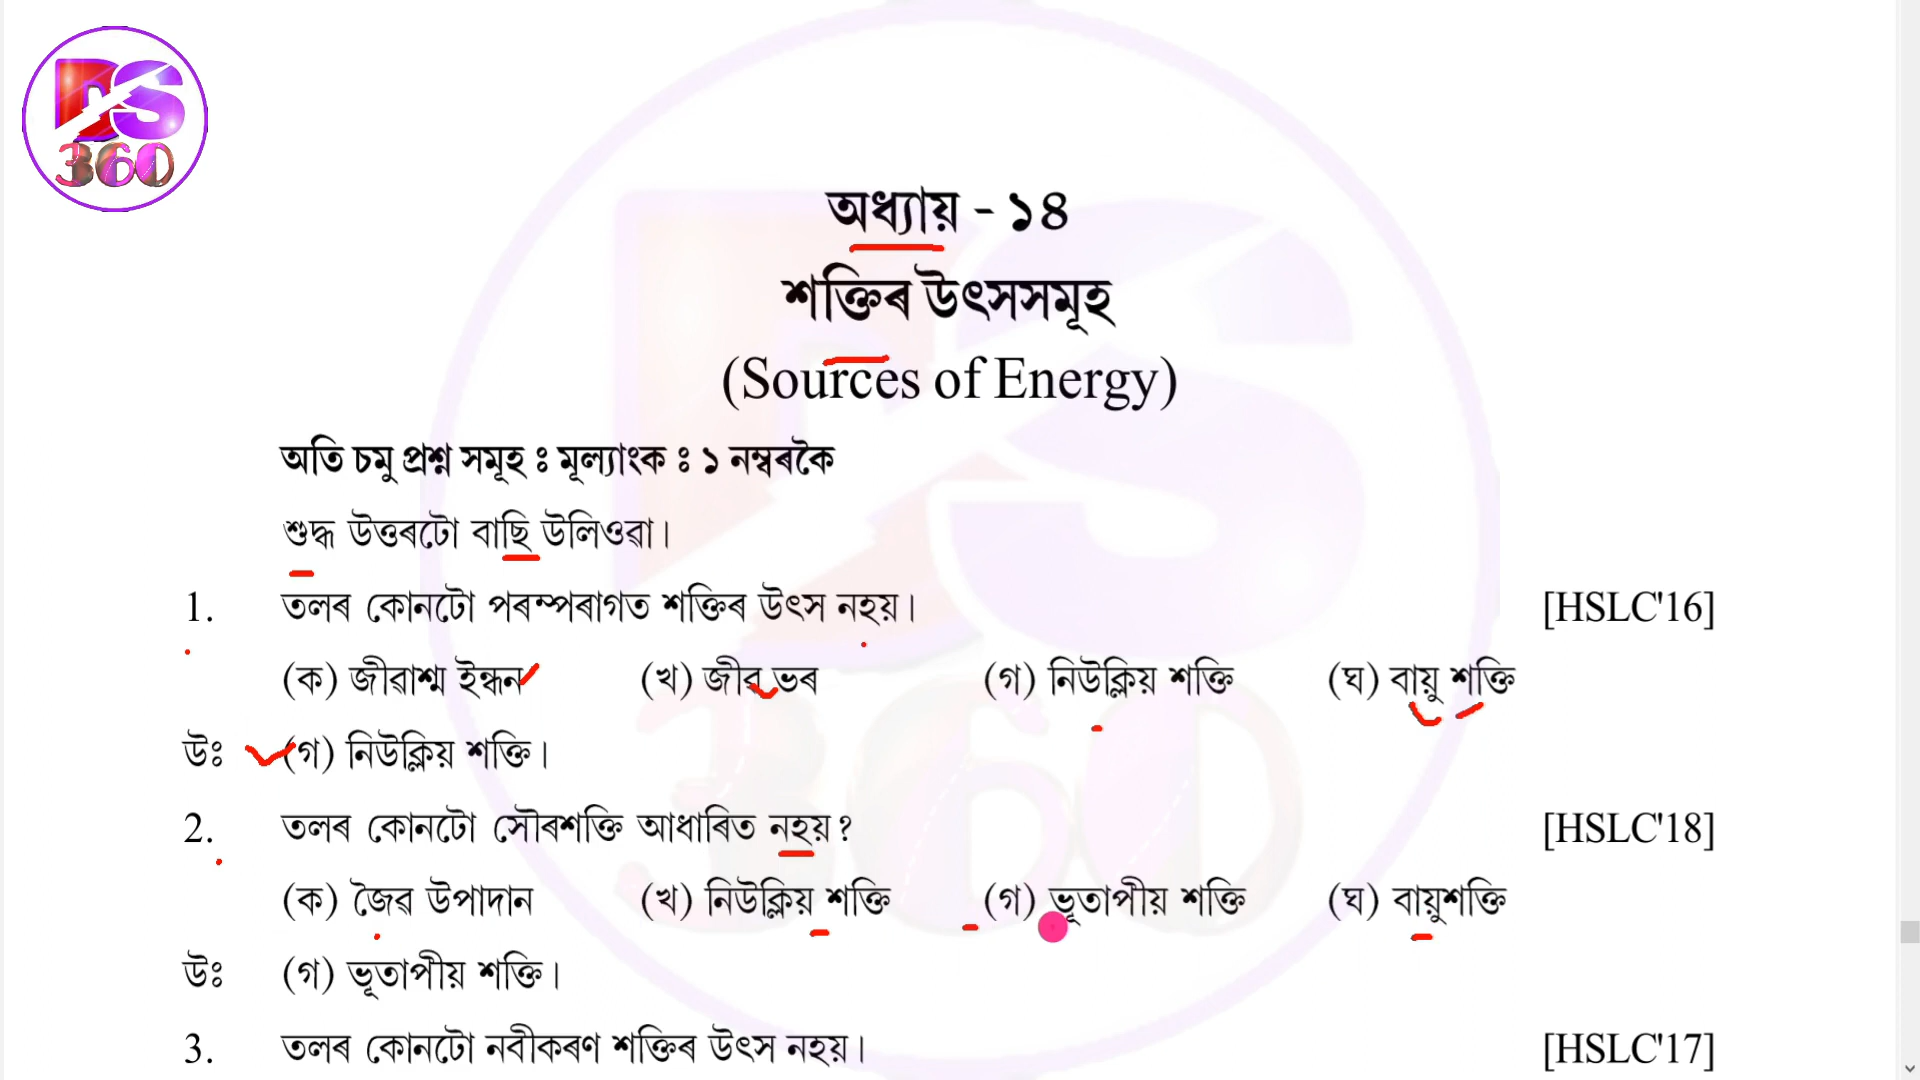 DS
360
অধ্যায় - ১৪
শক্তিৰ উৎসসমূহ
(Sources of Energy)
অতি চমু প্ৰশ্ন সমূহ ঃ মূল্যাংক ঃ ১ নম্বৰকৈ
শুদ্ধ উত্তৰটো বাছি উলিওৱা।
1. তলৰ কোনটো পৰম্পৰাগত শক্তিৰ উৎস নহয়। [HSLC'16]
(ক) জীৱাশ্ম ইন্ধন (খ) জীৱ ভৰ (গ) নিউক্লিয় শক্তি (ঘ) বায়ু শক্তি
উঃ (গ) নিউক্লিয় শক্তি।
2. তলৰ কোনটো সৌৰশক্তি আধাৰিত নহয়? [HSLC'18]
(ক) জৈৱ উপাদান (খ) নিউক্লিয় শক্তি (গ) ভূতাপীয় শক্তি (ঘ) বায়ুশক্তি
উঃ (গ) ভূতাপীয় শক্তি।
3. তলৰ কোনটো নবীকৰণ শক্তিৰ উৎস নহয়। [HSLC'17]